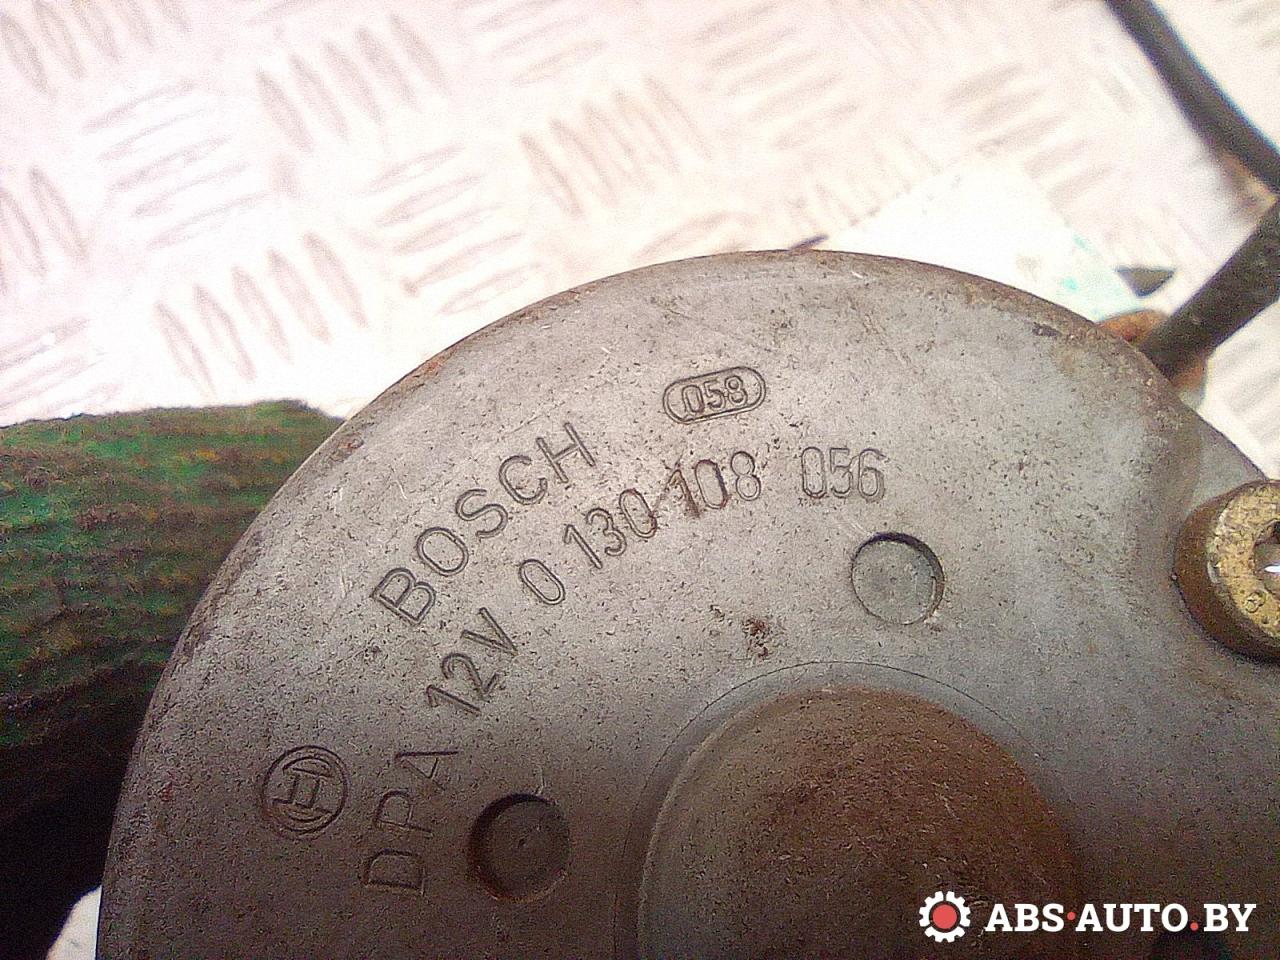 058
BOSCH
DPA 12V 0 130 108 056
ABS·AUTO.BY